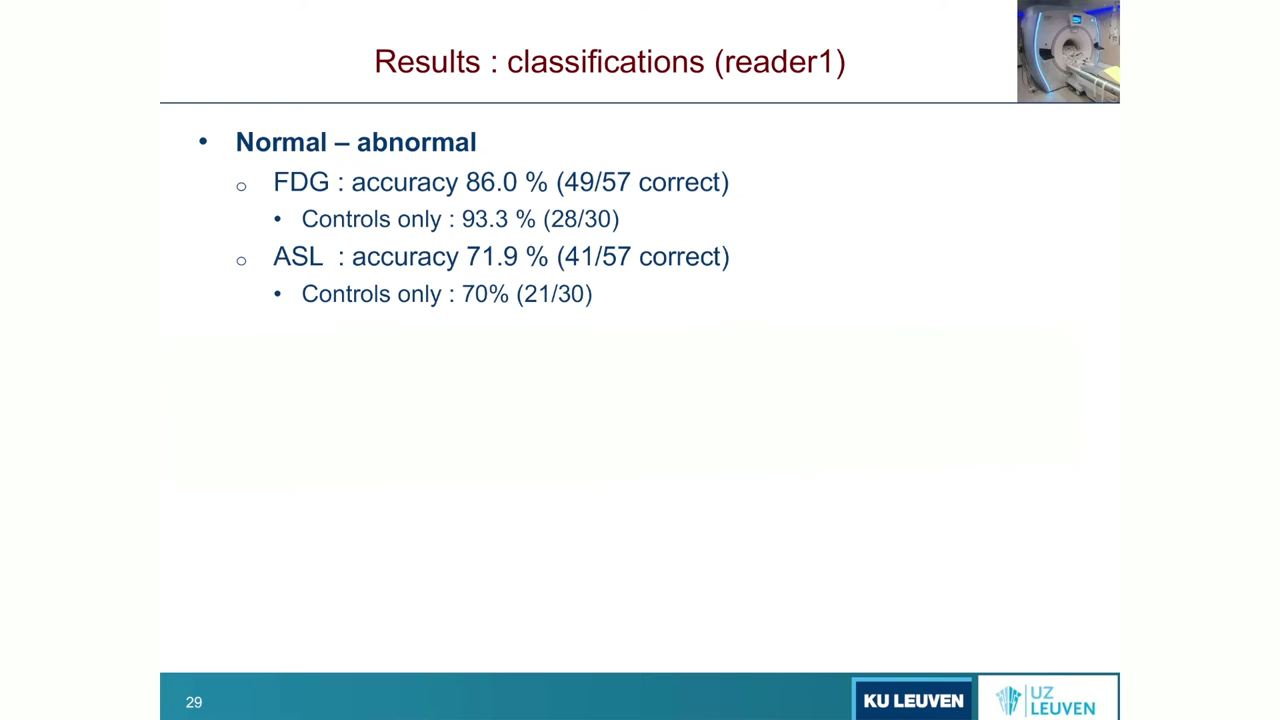 Results : classifications (reader1)
• Normal – abnormal
o FDG : accuracy 86.0 % (49/57 correct)
• Controls only : 93.3 % (28/30)
o ASL : accuracy 71.9 % (41/57 correct)
• Controls only : 70% (21/30)
29
KU LEUVEN
UZ
LEUVEN